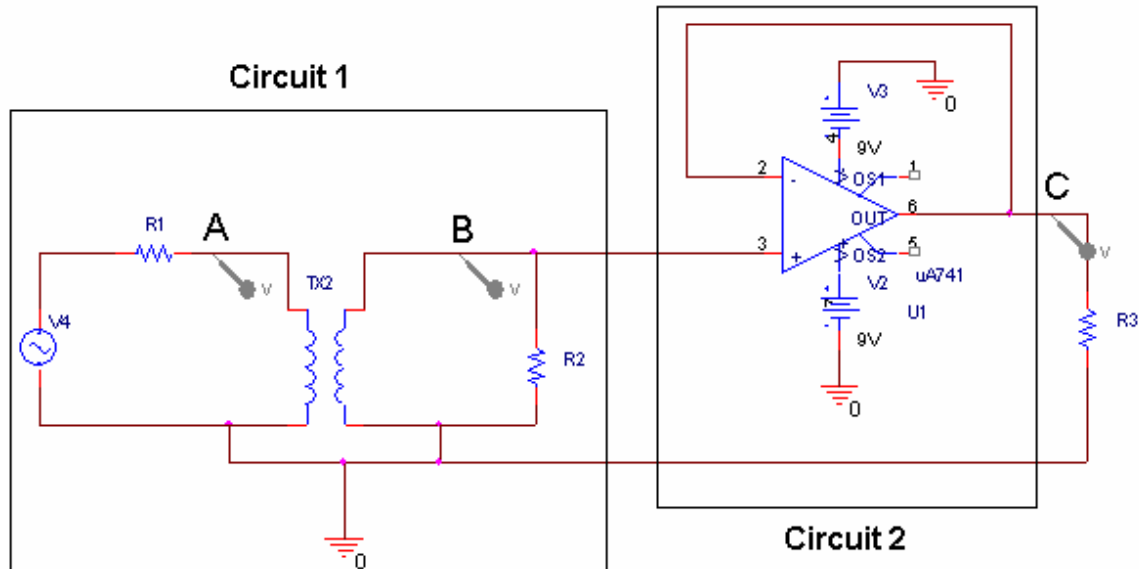 Circuit 1
V3
0
4
9V
2
-
OS1
1
C
R1
A
B
OUT
6
3
+
OS2
5
V
V
V
TX2
V2
uA741
V4
7
U1
R3
R2
9V
0
0
Circuit 2